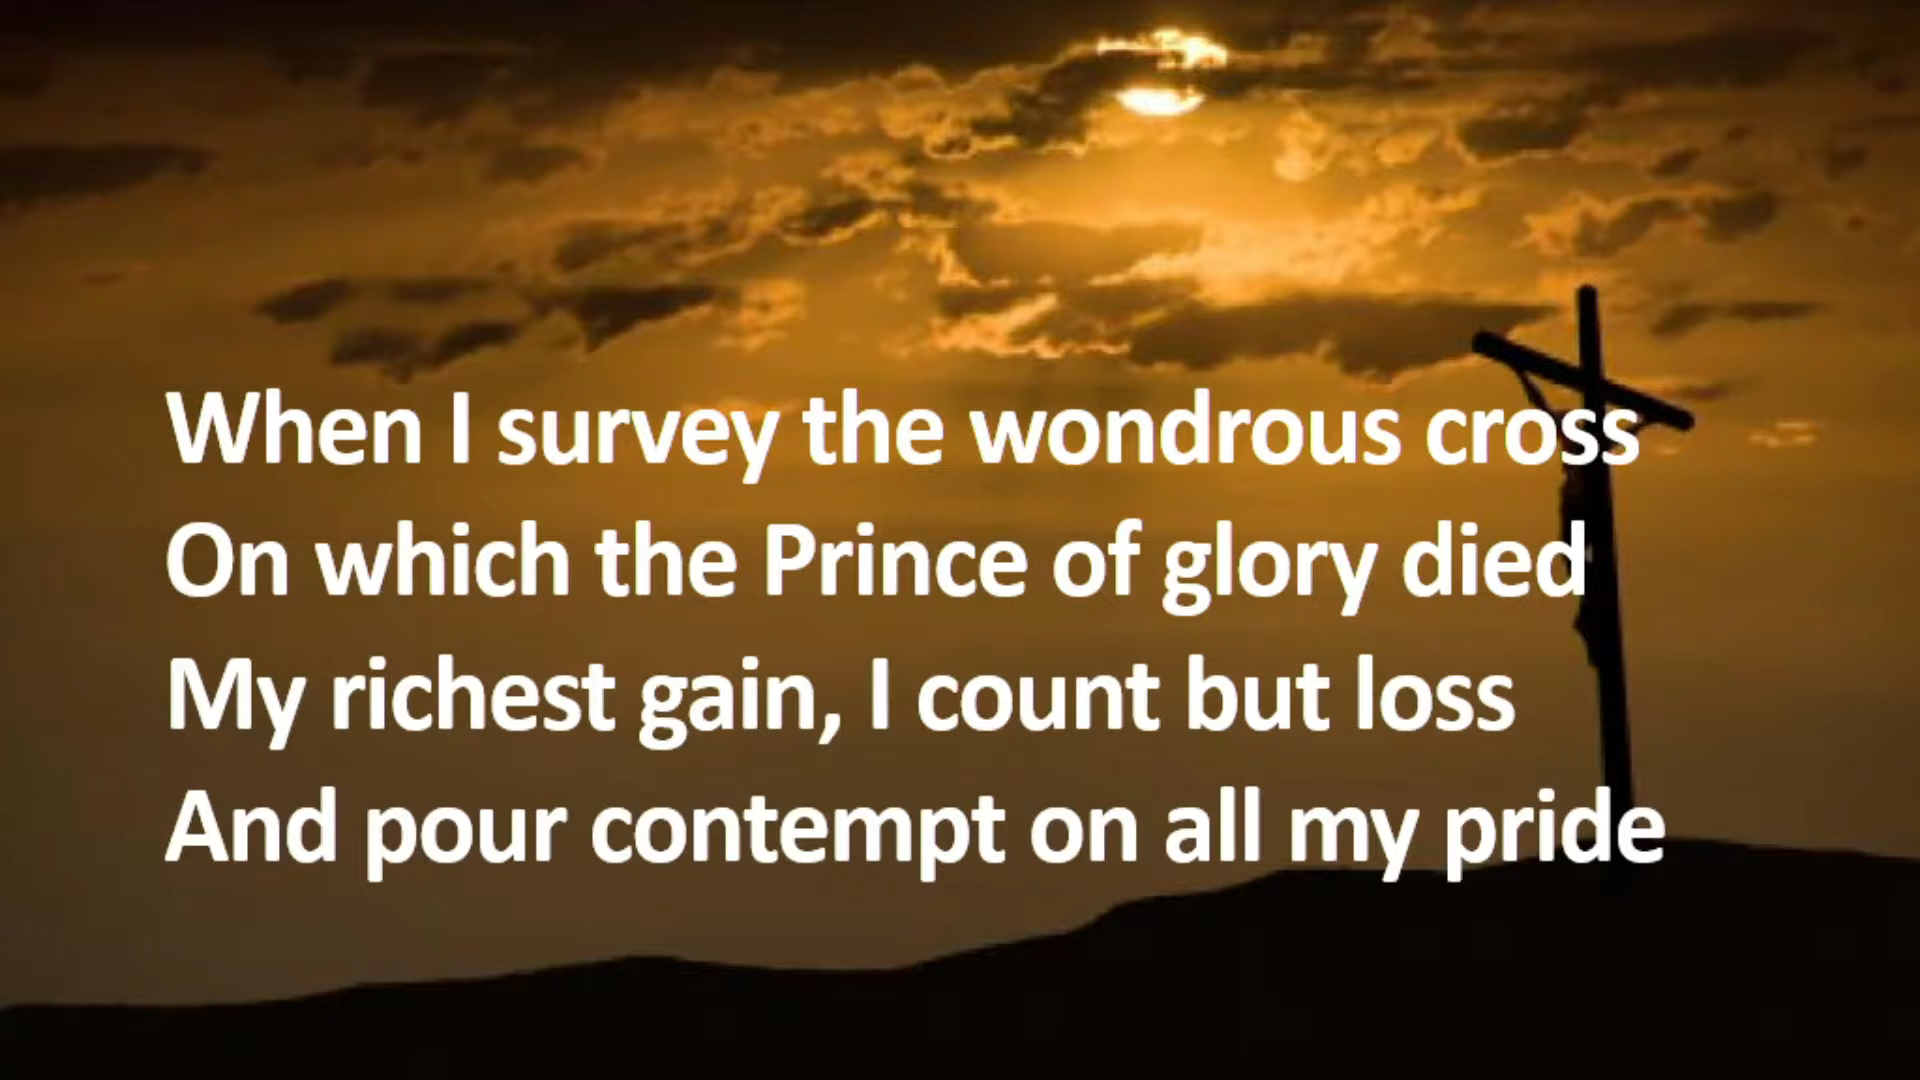 When I survey the wondrous cross
On which the Prince of glory died
My richest gain, I count but loss
And pour contempt on all my pride